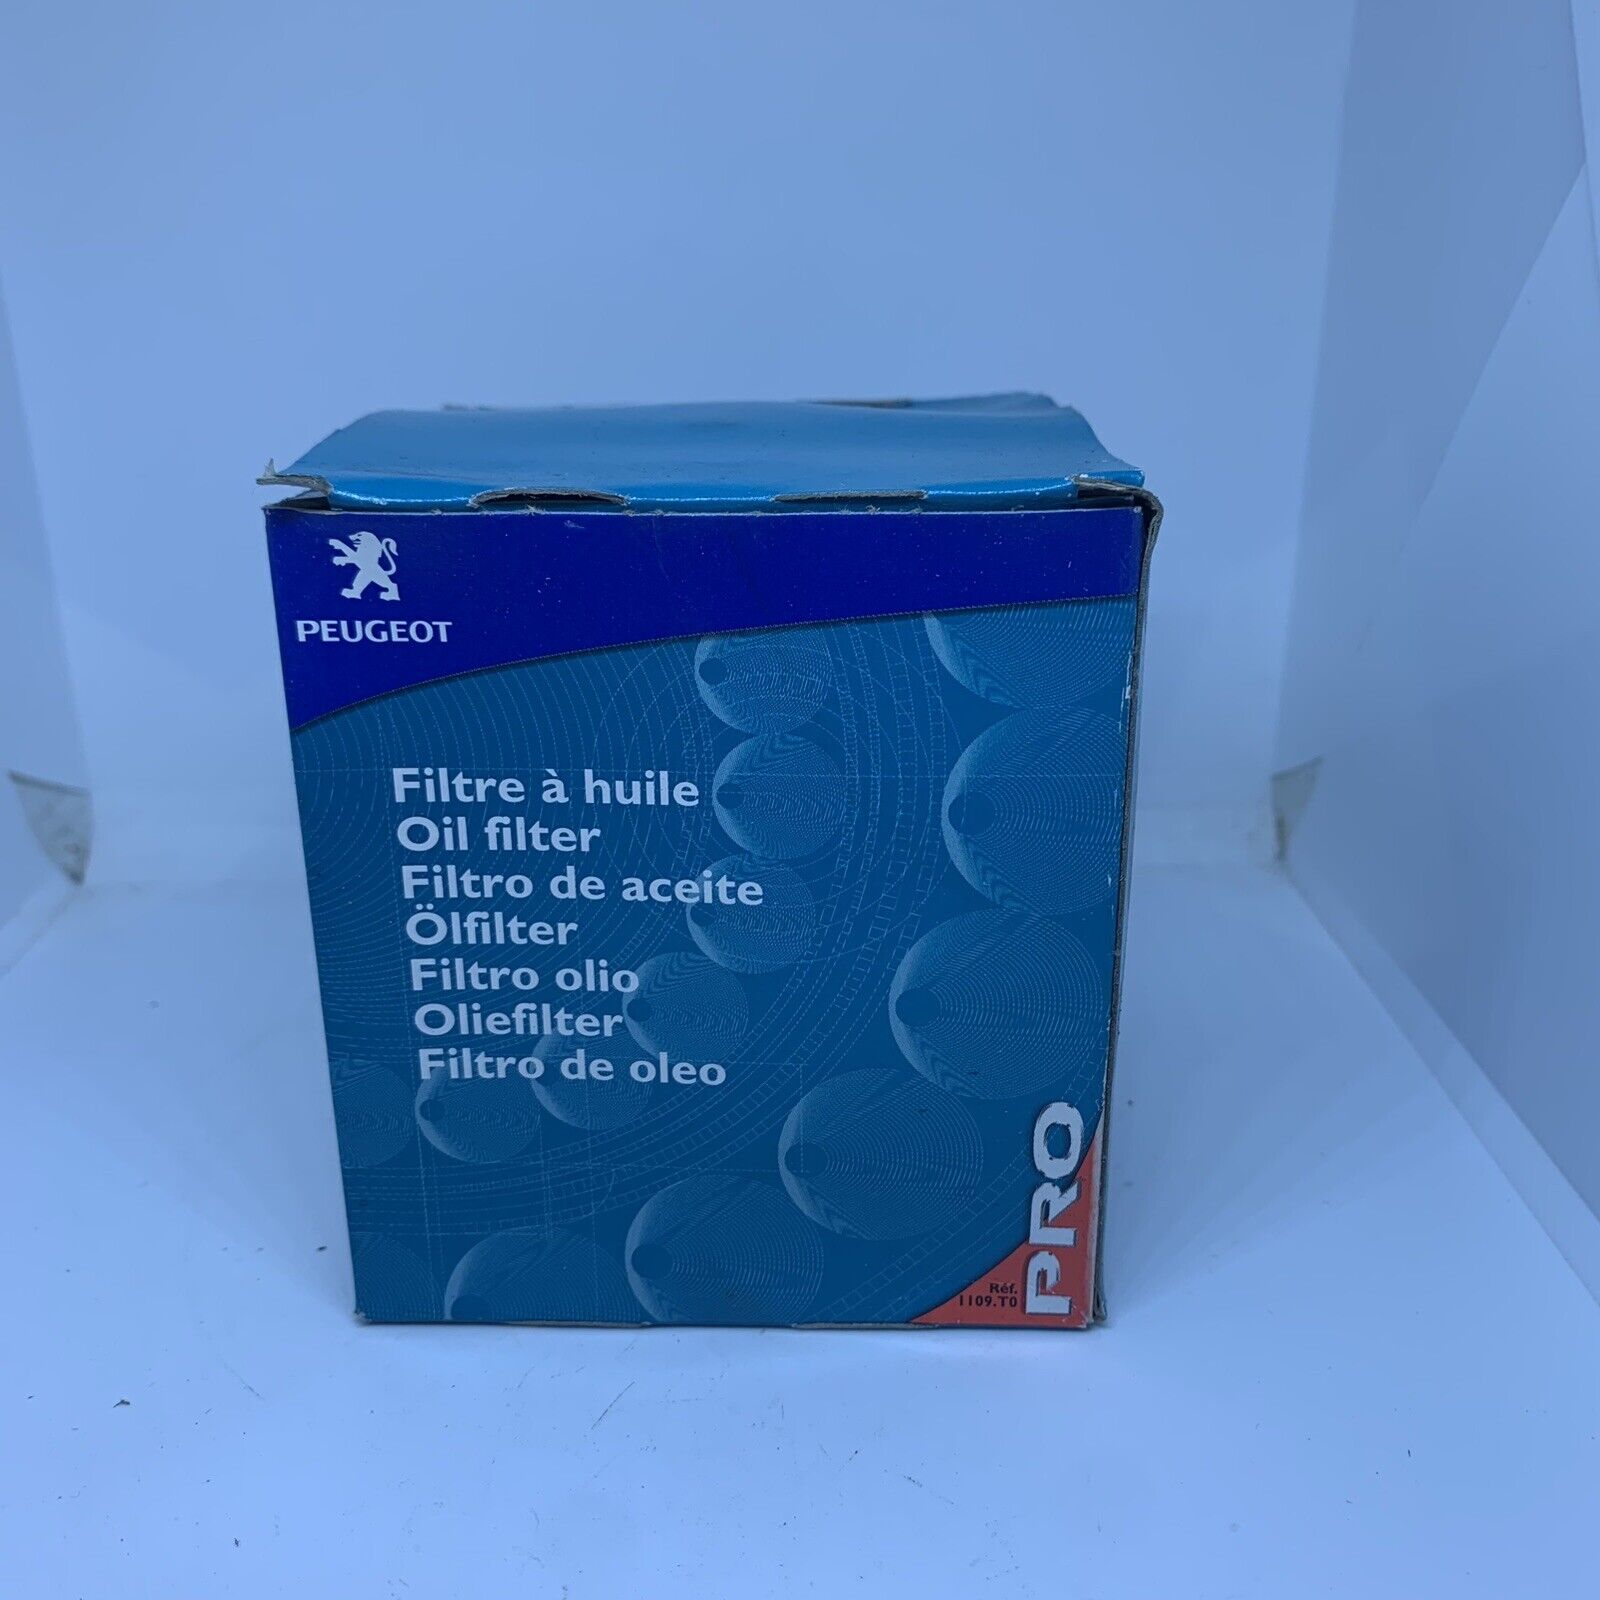 PEUGEOT
Filtre à huile
Oil filter
Filtro de aceite
Ölfilter
Filtro olio
Oliefilter
Filtro de oleo
PRO
Réf.
1109.T0